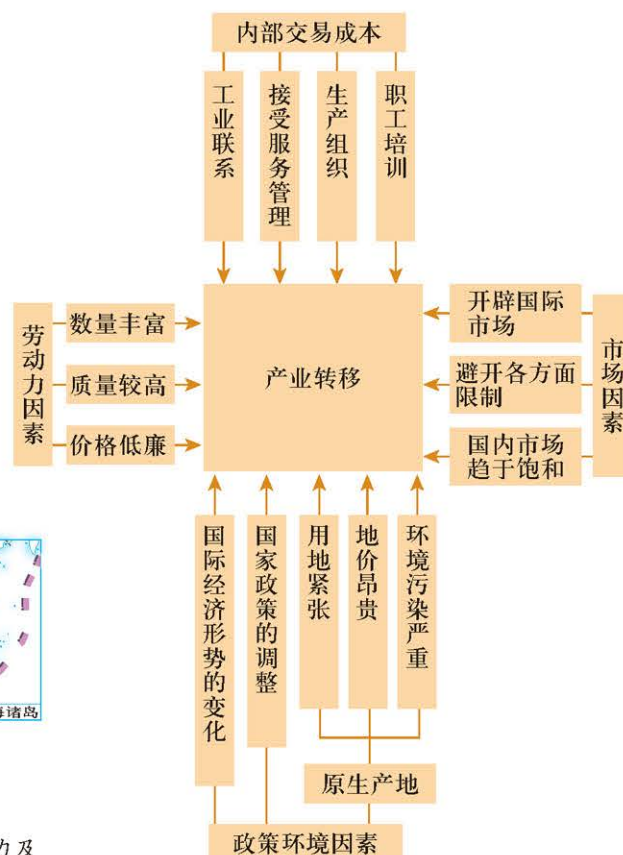 内部交易成本
工业联系
接受服务管理
生产组织
职工培训
劳动力因素
数量丰富
质量较高
价格低廉
产业转移
开辟国际
市场
避开各方面
限制
国内市场
趋于饱和
市场因素
国际经济形势的变化
国家政策的调整
用地紧张
地价昂贵
环境污染严重
原生产地
政策环境因素
海诸岛
力及